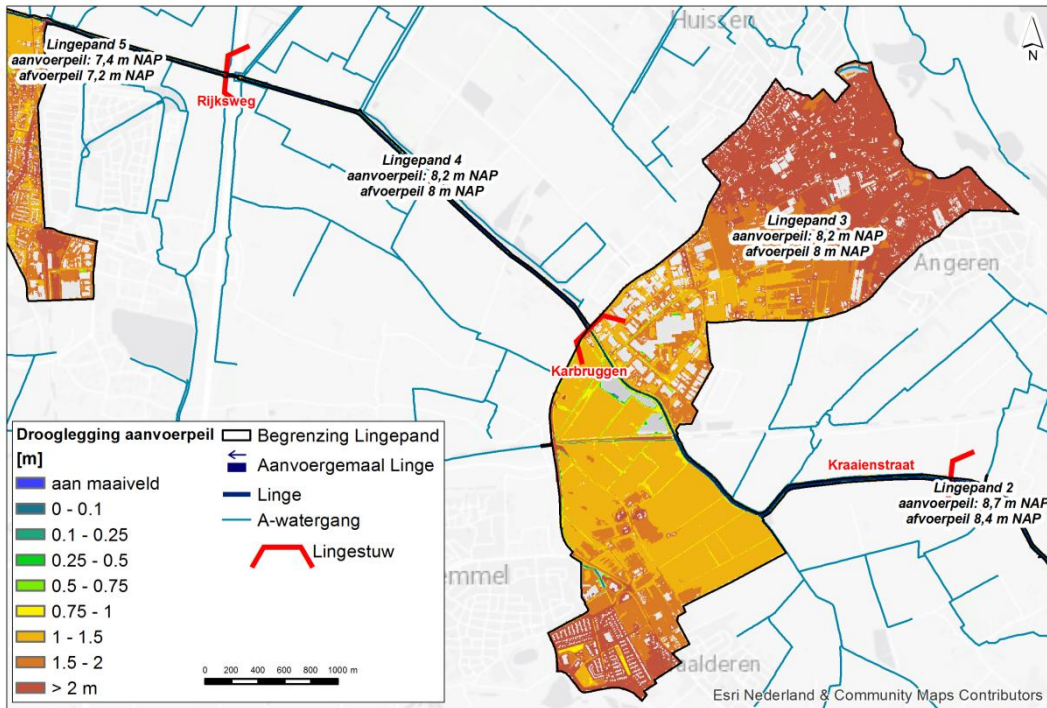 Huissen
N
Lingepand 5
aanvoerpeil: 7,4 m NAP
afvoerpeil 7,2 m NAP
Rijksweg
Lingepand 4
aanvoerpeil: 8,2 m NAP
afvoerpeil 8 m NAP
Lingepand 3
aanvoerpeil: 8,2 m NAP
afvoerpeil 8 m NAP
Angeren
Karbruggen
Kraaienstraat
Lingepand 2
aanvoerpeil: 8,7 m NAP
afvoerpeil 8,4 m NAP
emmel
ualderen
Drooglegging aanvoerpeil
[m]
aan maaiveld
0 - 0.1
0.1 - 0.25
0.25 - 0.5
0.5 - 0.75
0.75 - 1
1 - 1.5
1.5 - 2
> 2 m
Begrenzing Lingepand
Aanvoergemaal Linge
Linge
A-watergang
Lingestuw
0 200 400 600 800 1000 m
Esri Nederland & Community Maps Contributors